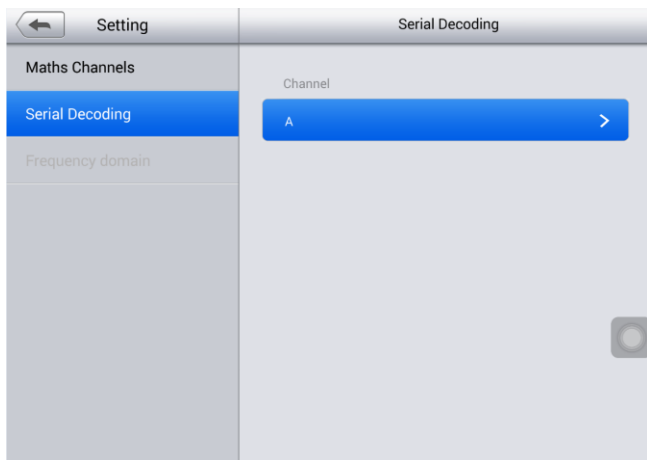 Setting
Serial Decoding
Maths Channels
Serial Decoding
Frequency domain
Channel
A